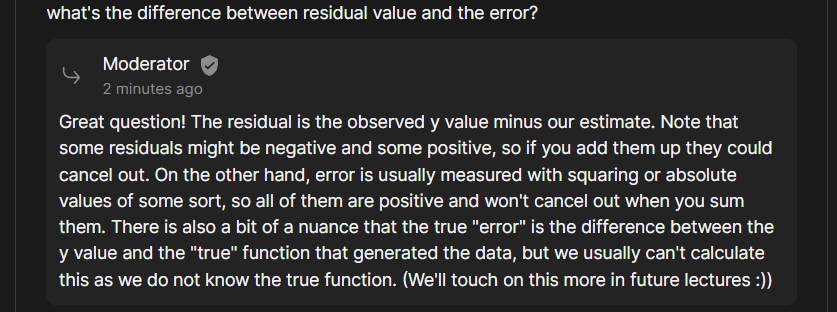 what's the difference between residual value and the error?
Moderator
2 minutes ago
Great question! The residual is the observed y value minus our estimate. Note that
some residuals might be negative and some positive, so if you add them up they could
cancel out. On the other hand, error is usually measured with squaring or absolute
values of some sort, so all of them are positive and won't cancel out when you sum
them. There is also a bit of a nuance that the true "error" is the difference between the
y value and the "true" function that generated the data, but we usually can't calculate
this as we do not know the true function. (We'll touch on this more in future lectures :))